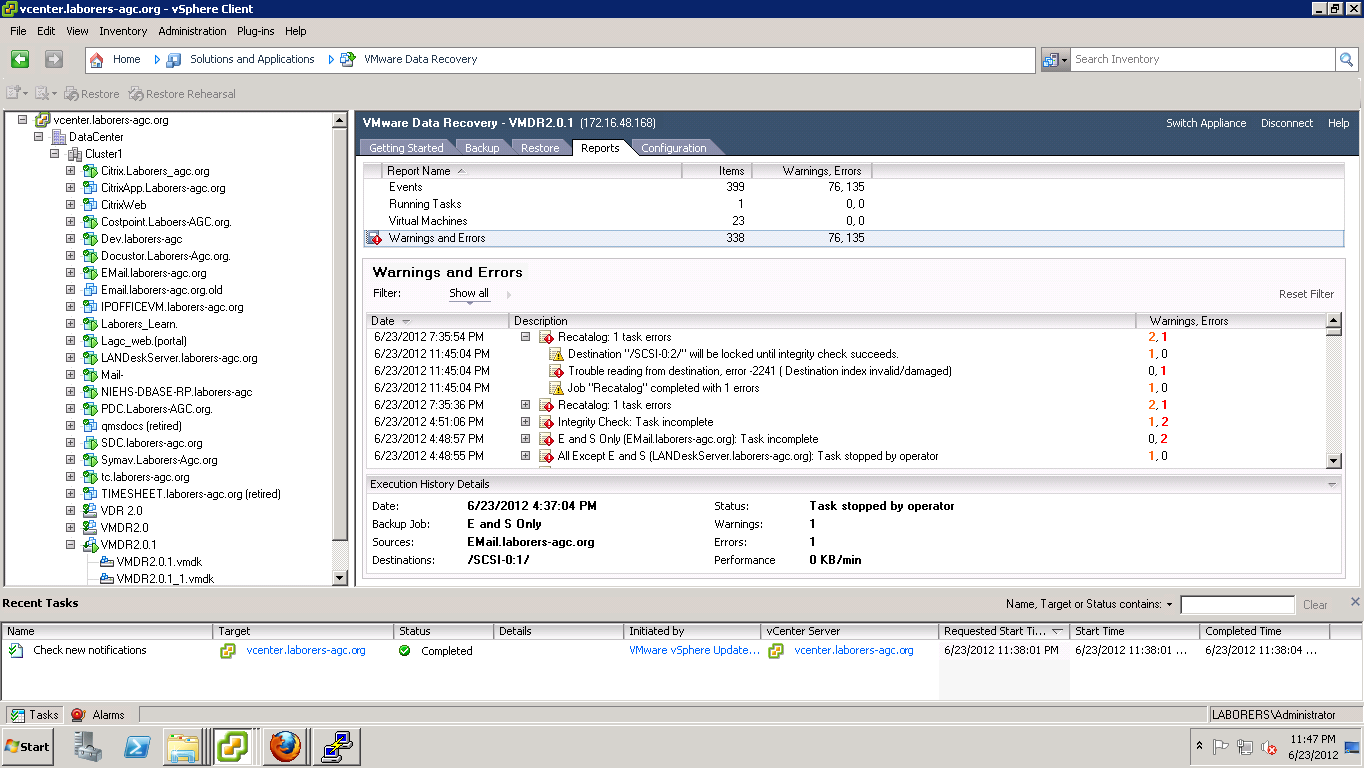 vcenter.laborers-agc.org - vSphere Client
File Edit View Inventory Administration Plug-ins Help
Home Solutions and Applications VMware Data Recovery Search Inventory
Restore Restore Rehearsal
vcenter.laborers-agc.org
DataCenter
Cluster1
Citrix.Laborers_agc.org
CitrixApp.Laborers-agc.org
CitrixWeb
Costpoint.Laboers-AGC.org.
Dev.laborers-agc
Docustor.Laborers-Agc.org.
EMail.laborers-agc.org
Email.laborers-agc.org.old
IPOFFICEVM.laborers-agc.org
Laborers_Learn.
Lagc_web.(portal)
LANDeskServer.laborers-agc.org
Mail-
NIEHS-DBASE-RP.laborers-agc
PDC.Laborers-AGC.org.
qmsdocs (retired)
SDC.laborers-agc.org
Symav.Laborers-Agc.org
tc.laborers-agc.org
TIMESHEET.laborers-agc.org (retired)
VDR 2.0
VMDR2.0
VMDR2.0.1
VMDR2.0.1.vmdk
VMDR2.0.1_1.vmdk
VMware Data Recovery - VMDR2.0.1 (172.16.48.168) Switch Appliance Disconnect Help
Getting Started Backup Restore Reports Configuration
Report Name Items Warnings, Errors
Events 399 76, 135
Running Tasks 1 0, 0
Virtual Machines 23 0, 0
Warnings and Errors 338 76, 135
Warnings and Errors
Filter: Show all Reset Filter
Date Description Warnings, Errors
6/23/2012 7:35:54 PM Recatalog: 1 task errors 2, 1
6/23/2012 11:45:04 PM Destination "/SCSI-0:2/" will be locked until integrity check succeeds. 1, 0
6/23/2012 11:45:04 PM Trouble reading from destination, error -2241 ( Destination index invalid/damaged) 0, 1
6/23/2012 11:45:04 PM Job "Recatalog" completed with 1 errors 1, 0
6/23/2012 7:35:36 PM Recatalog: 1 task errors 2, 1
6/23/2012 4:51:06 PM Integrity Check: Task incomplete 1, 2
6/23/2012 4:48:57 PM E and S Only (EMail.laborers-agc.org): Task incomplete 0, 2
6/23/2012 4:48:55 PM All Except E and S (LANDeskServer.laborers-agc.org): Task stopped by operator 1, 0
Execution History Details
Date: 6/23/2012 4:37:04 PM Status: Task stopped by operator
Backup Job: E and S Only Warnings: 1
Sources: EMail.laborers-agc.org Errors: 1
Destinations: /SCSI-0:1/ Performance 0 KB/min
Recent Tasks Name, Target or Status contains: Clear
Name Target Status Details Initiated by vCenter Server Requested Start Ti... Start Time Completed Time
Check new notifications vcenter.laborers-agc.org Completed VMware vSphere Update... vcenter.laborers-agc.org 6/23/2012 11:38:01 PM 6/23/2012 11:38:01 ... 6/23/2012 11:38:04 ...
Tasks Alarms LABORERS\Administrator
Start 11:47 PM
6/23/2012